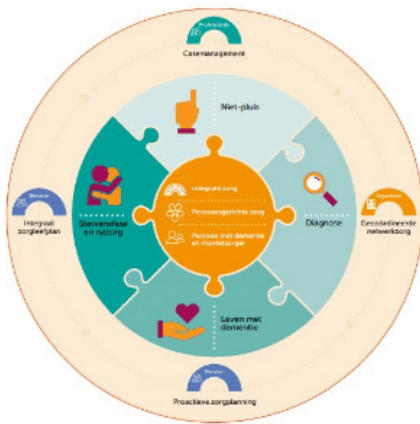 Casemanagement
Niet-pluis
Integrale zorg
Persoonsgerichte zorg
Persoon met dementie
en mantelzorger
Stervensfase
en nazorg
Diagnose
Integraal
zorgleefplan
Gecoördineerde
netwerkzorg
Leven met
dementie
Proactieve zorgplanning